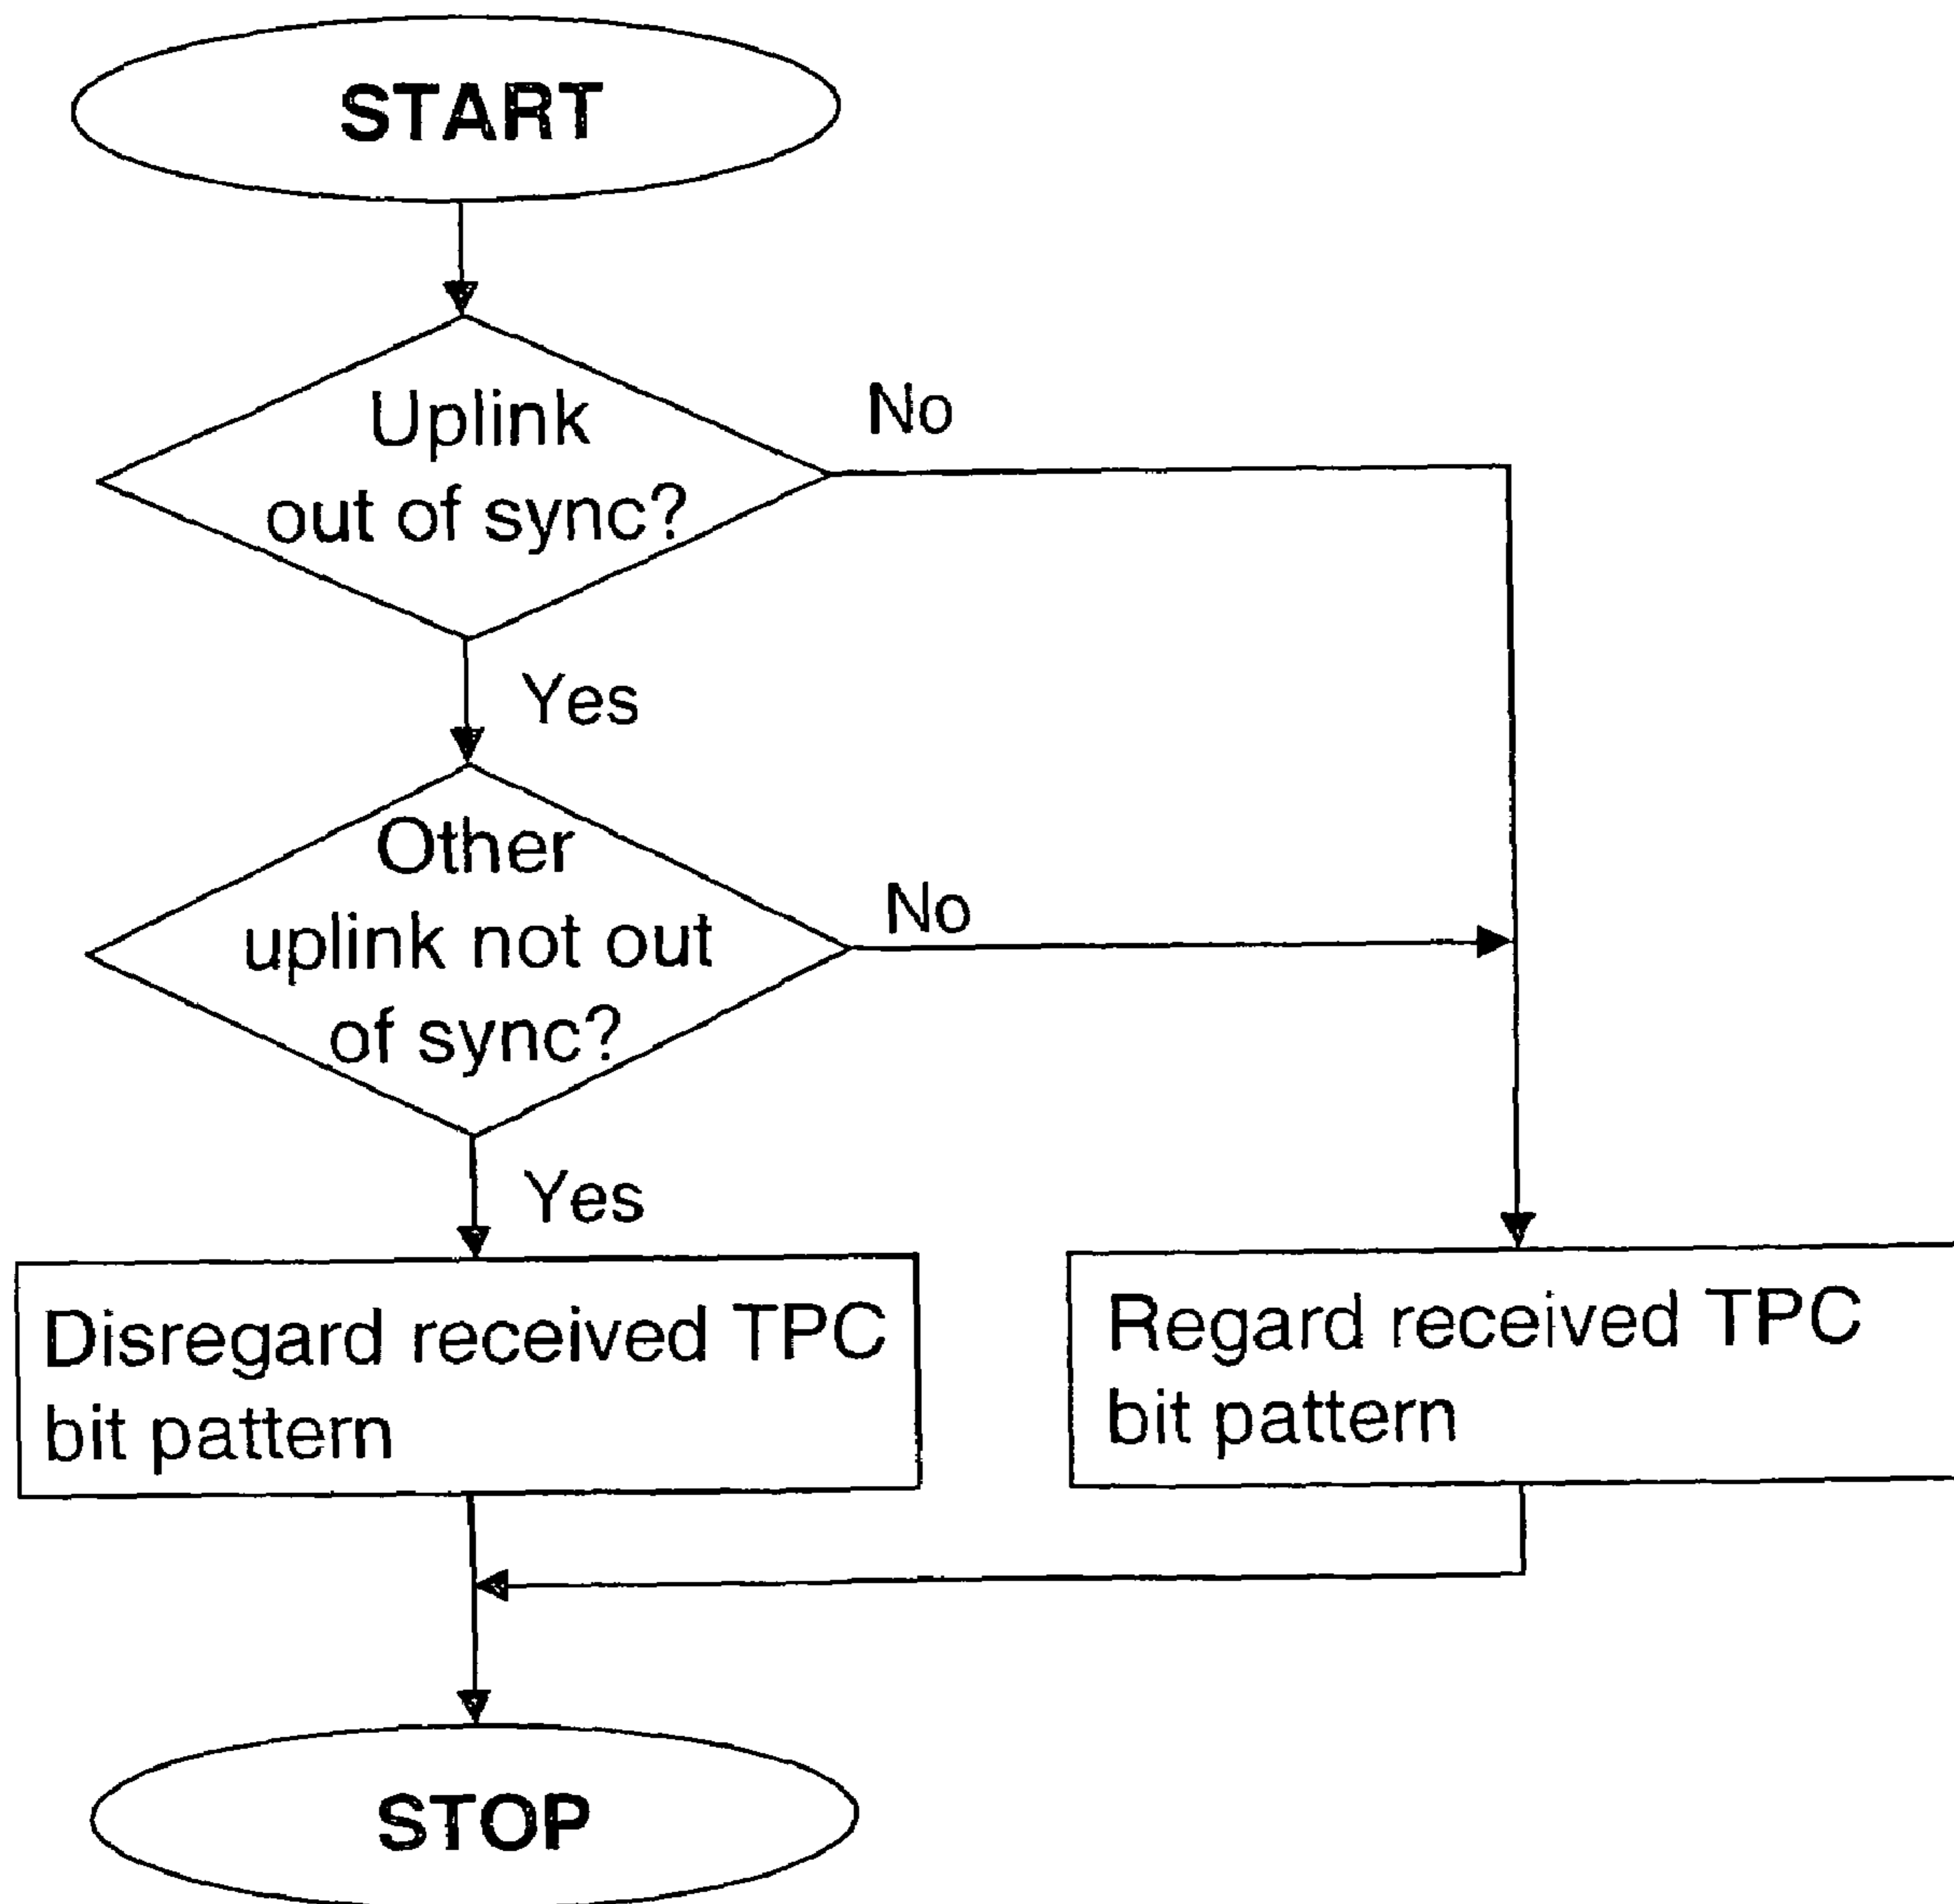 START
Uplink
out of sync?
No
Yes
Other
uplink not out
of sync?
No
Yes
Disregard received TPC
bit pattern
Regard received TPC
bit pattern
STOP